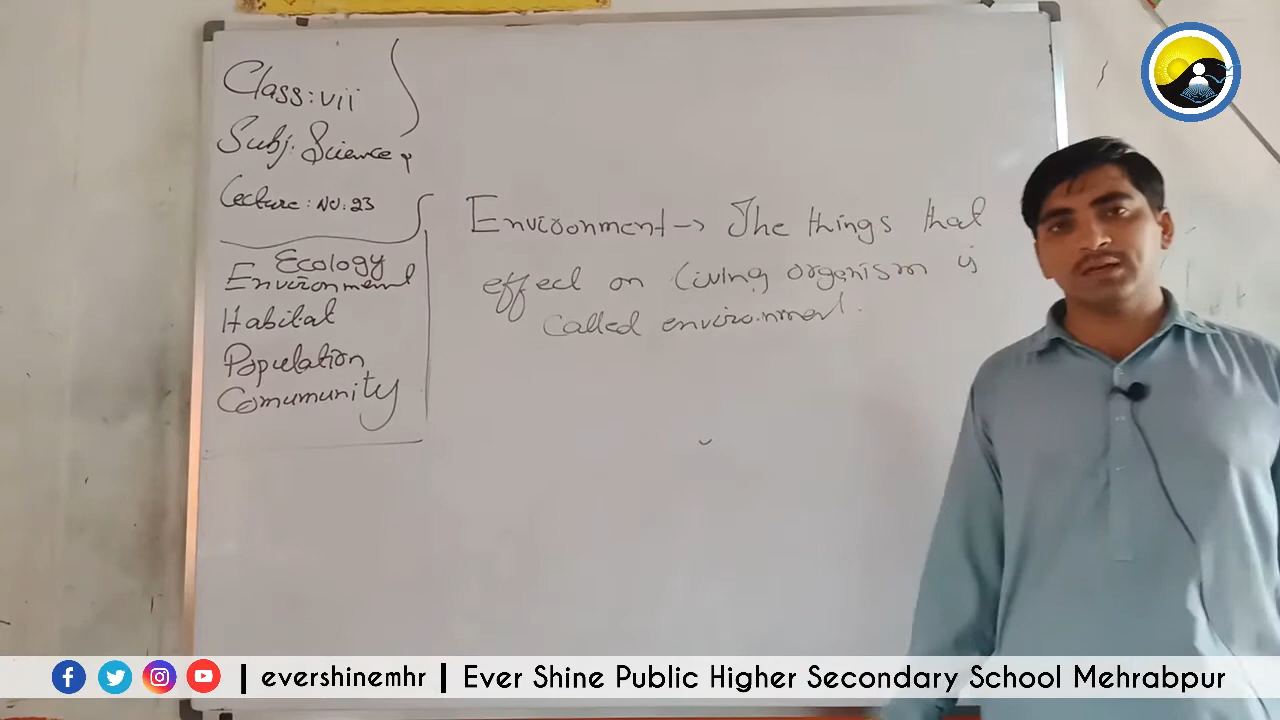 Class: vii
Subj. Science
Lecture: No: 23
Ecology
Environment
Habitat
Population
Comumunity
Environment → The things that
effect on living organism is
called environment.
| evershinemhr | Ever Shine Public Higher Secondary School Mehrabpur